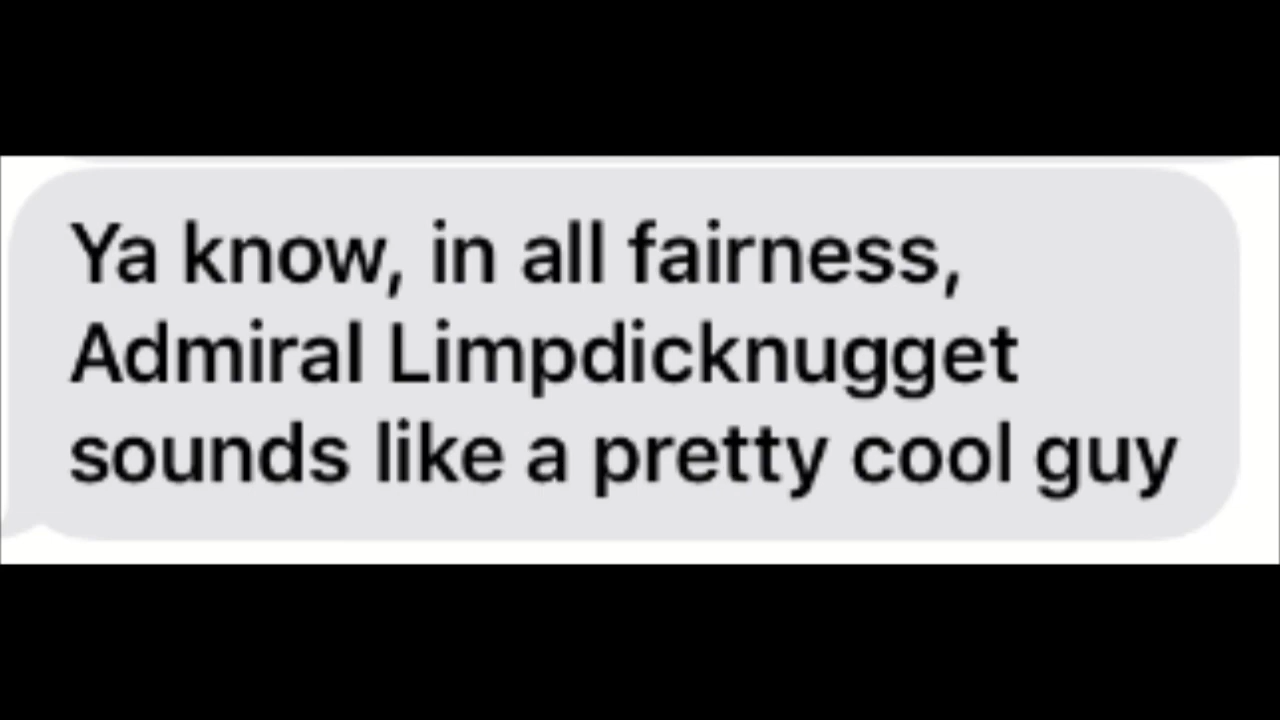 Ya know, in all fairness,
Admiral Limpdicknugget
sounds like a pretty cool guy